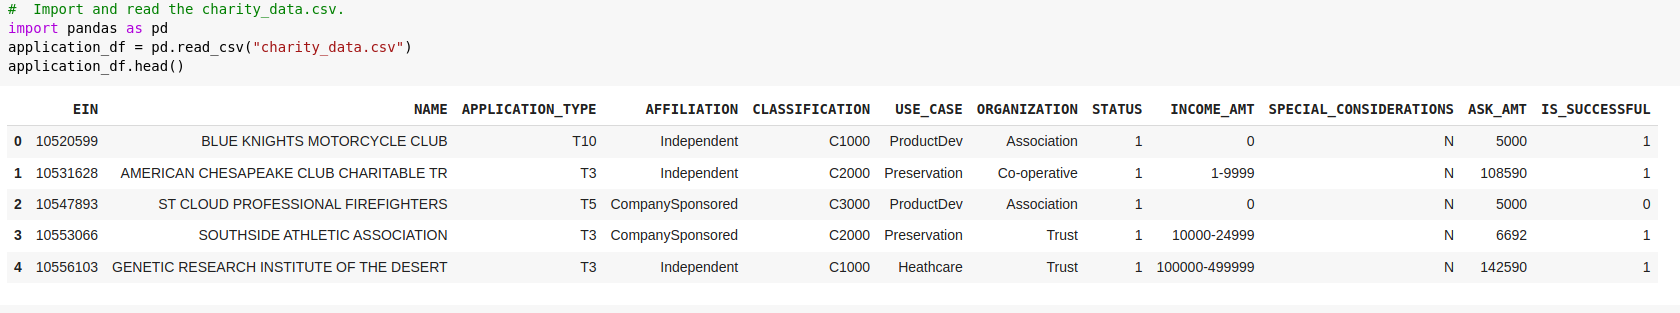 #  Import and read the charity_data.csv.
import pandas as pd
application_df = pd.read_csv("charity_data.csv")
application_df.head()
EIN NAME APPLICATION_TYPE AFFILIATION CLASSIFICATION USE_CASE ORGANIZATION STATUS INCOME_AMT SPECIAL_CONSIDERATIONS ASK_AMT IS_SUCCESSFUL
0 10520599 BLUE KNIGHTS MOTORCYCLE CLUB T10 Independent C1000 ProductDev Association 1 0 N 5000 1
1 10531628 AMERICAN CHESAPEAKE CLUB CHARITABLE TR T3 Independent C2000 Preservation Co-operative 1 1-9999 N 108590 1
2 10547893 ST CLOUD PROFESSIONAL FIREFIGHTERS T5 CompanySponsored C3000 ProductDev Association 1 0 N 5000 0
3 10553066 SOUTHSIDE ATHLETIC ASSOCIATION T3 CompanySponsored C2000 Preservation Trust 1 10000-24999 N 6692 1
4 10556103 GENETIC RESEARCH INSTITUTE OF THE DESERT T3 Independent C1000 Heathcare Trust 1 100000-499999 N 142590 1